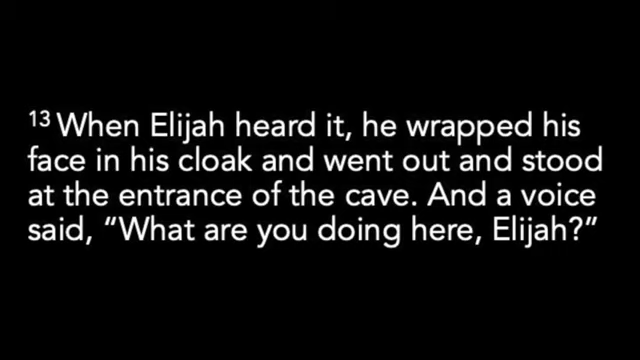 13 When Elijah heard it, he wrapped his
face in his cloak and went out and stood
at the entrance of the cave. And a voice
said, “What are you doing here, Elijah?”